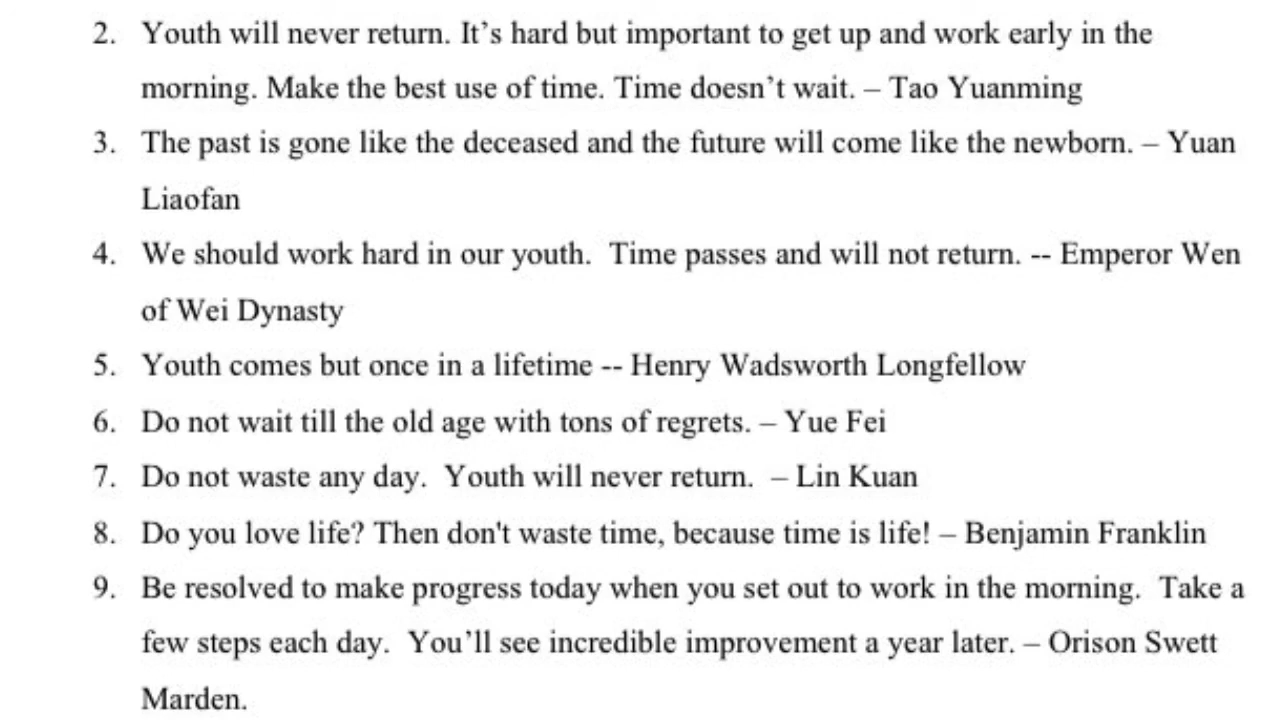 2. Youth will never return. It’s hard but important to get up and work early in the
morning. Make the best use of time. Time doesn’t wait. – Tao Yuanming
3. The past is gone like the deceased and the future will come like the newborn. – Yuan
Liaofan
4. We should work hard in our youth.  Time passes and will not return. -- Emperor Wen
of Wei Dynasty
5. Youth comes but once in a lifetime -- Henry Wadsworth Longfellow
6. Do not wait till the old age with tons of regrets. – Yue Fei
7. Do not waste any day.  Youth will never return.  – Lin Kuan
8. Do you love life? Then don't waste time, because time is life! – Benjamin Franklin
9. Be resolved to make progress today when you set out to work in the morning.  Take a
few steps each day.  You’ll see incredible improvement a year later. – Orison Swett
Marden.